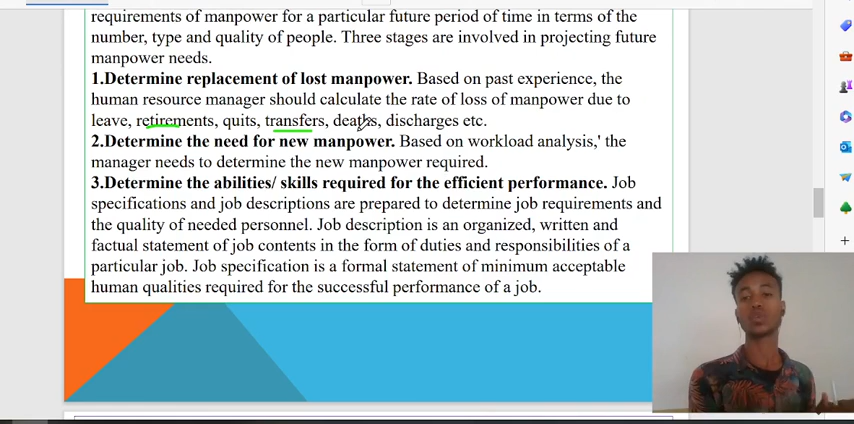 requirements of manpower for a particular future period of time in terms of the
number, type and quality of people. Three stages are involved in projecting future
manpower needs.
1.Determine replacement of lost manpower. Based on past experience, the
human resource manager should calculate the rate of loss of manpower due to
leave, retirements, quits, transfers, deaths, discharges etc.
2.Determine the need for new manpower. Based on workload analysis,' the
manager needs to determine the new manpower required.
3.Determine the abilities/ skills required for the efficient performance. Job
specifications and job descriptions are prepared to determine job requirements and
the quality of needed personnel. Job description is an organized, written and
factual statement of job contents in the form of duties and responsibilities of a
particular job. Job specification is a formal statement of minimum acceptable
human qualities required for the successful performance of a job.